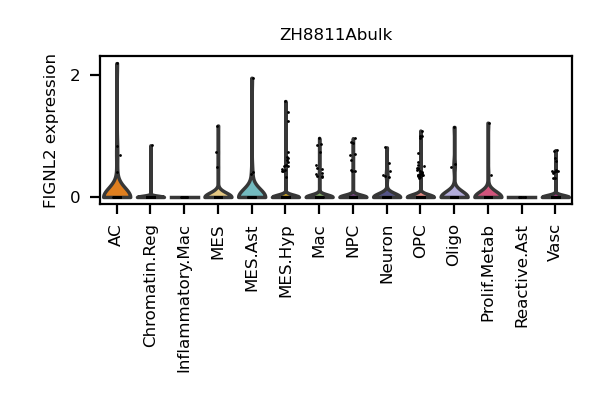 ZH8811Abulk
FIGNL2 expression
2
0
AC
Chromatin.Reg
Inflammatory.Mac
MES
MES.Ast
MES.Hyp
Mac
NPC
Neuron
OPC
Oligo
Prolif.Metab
Reactive.Ast
Vasc